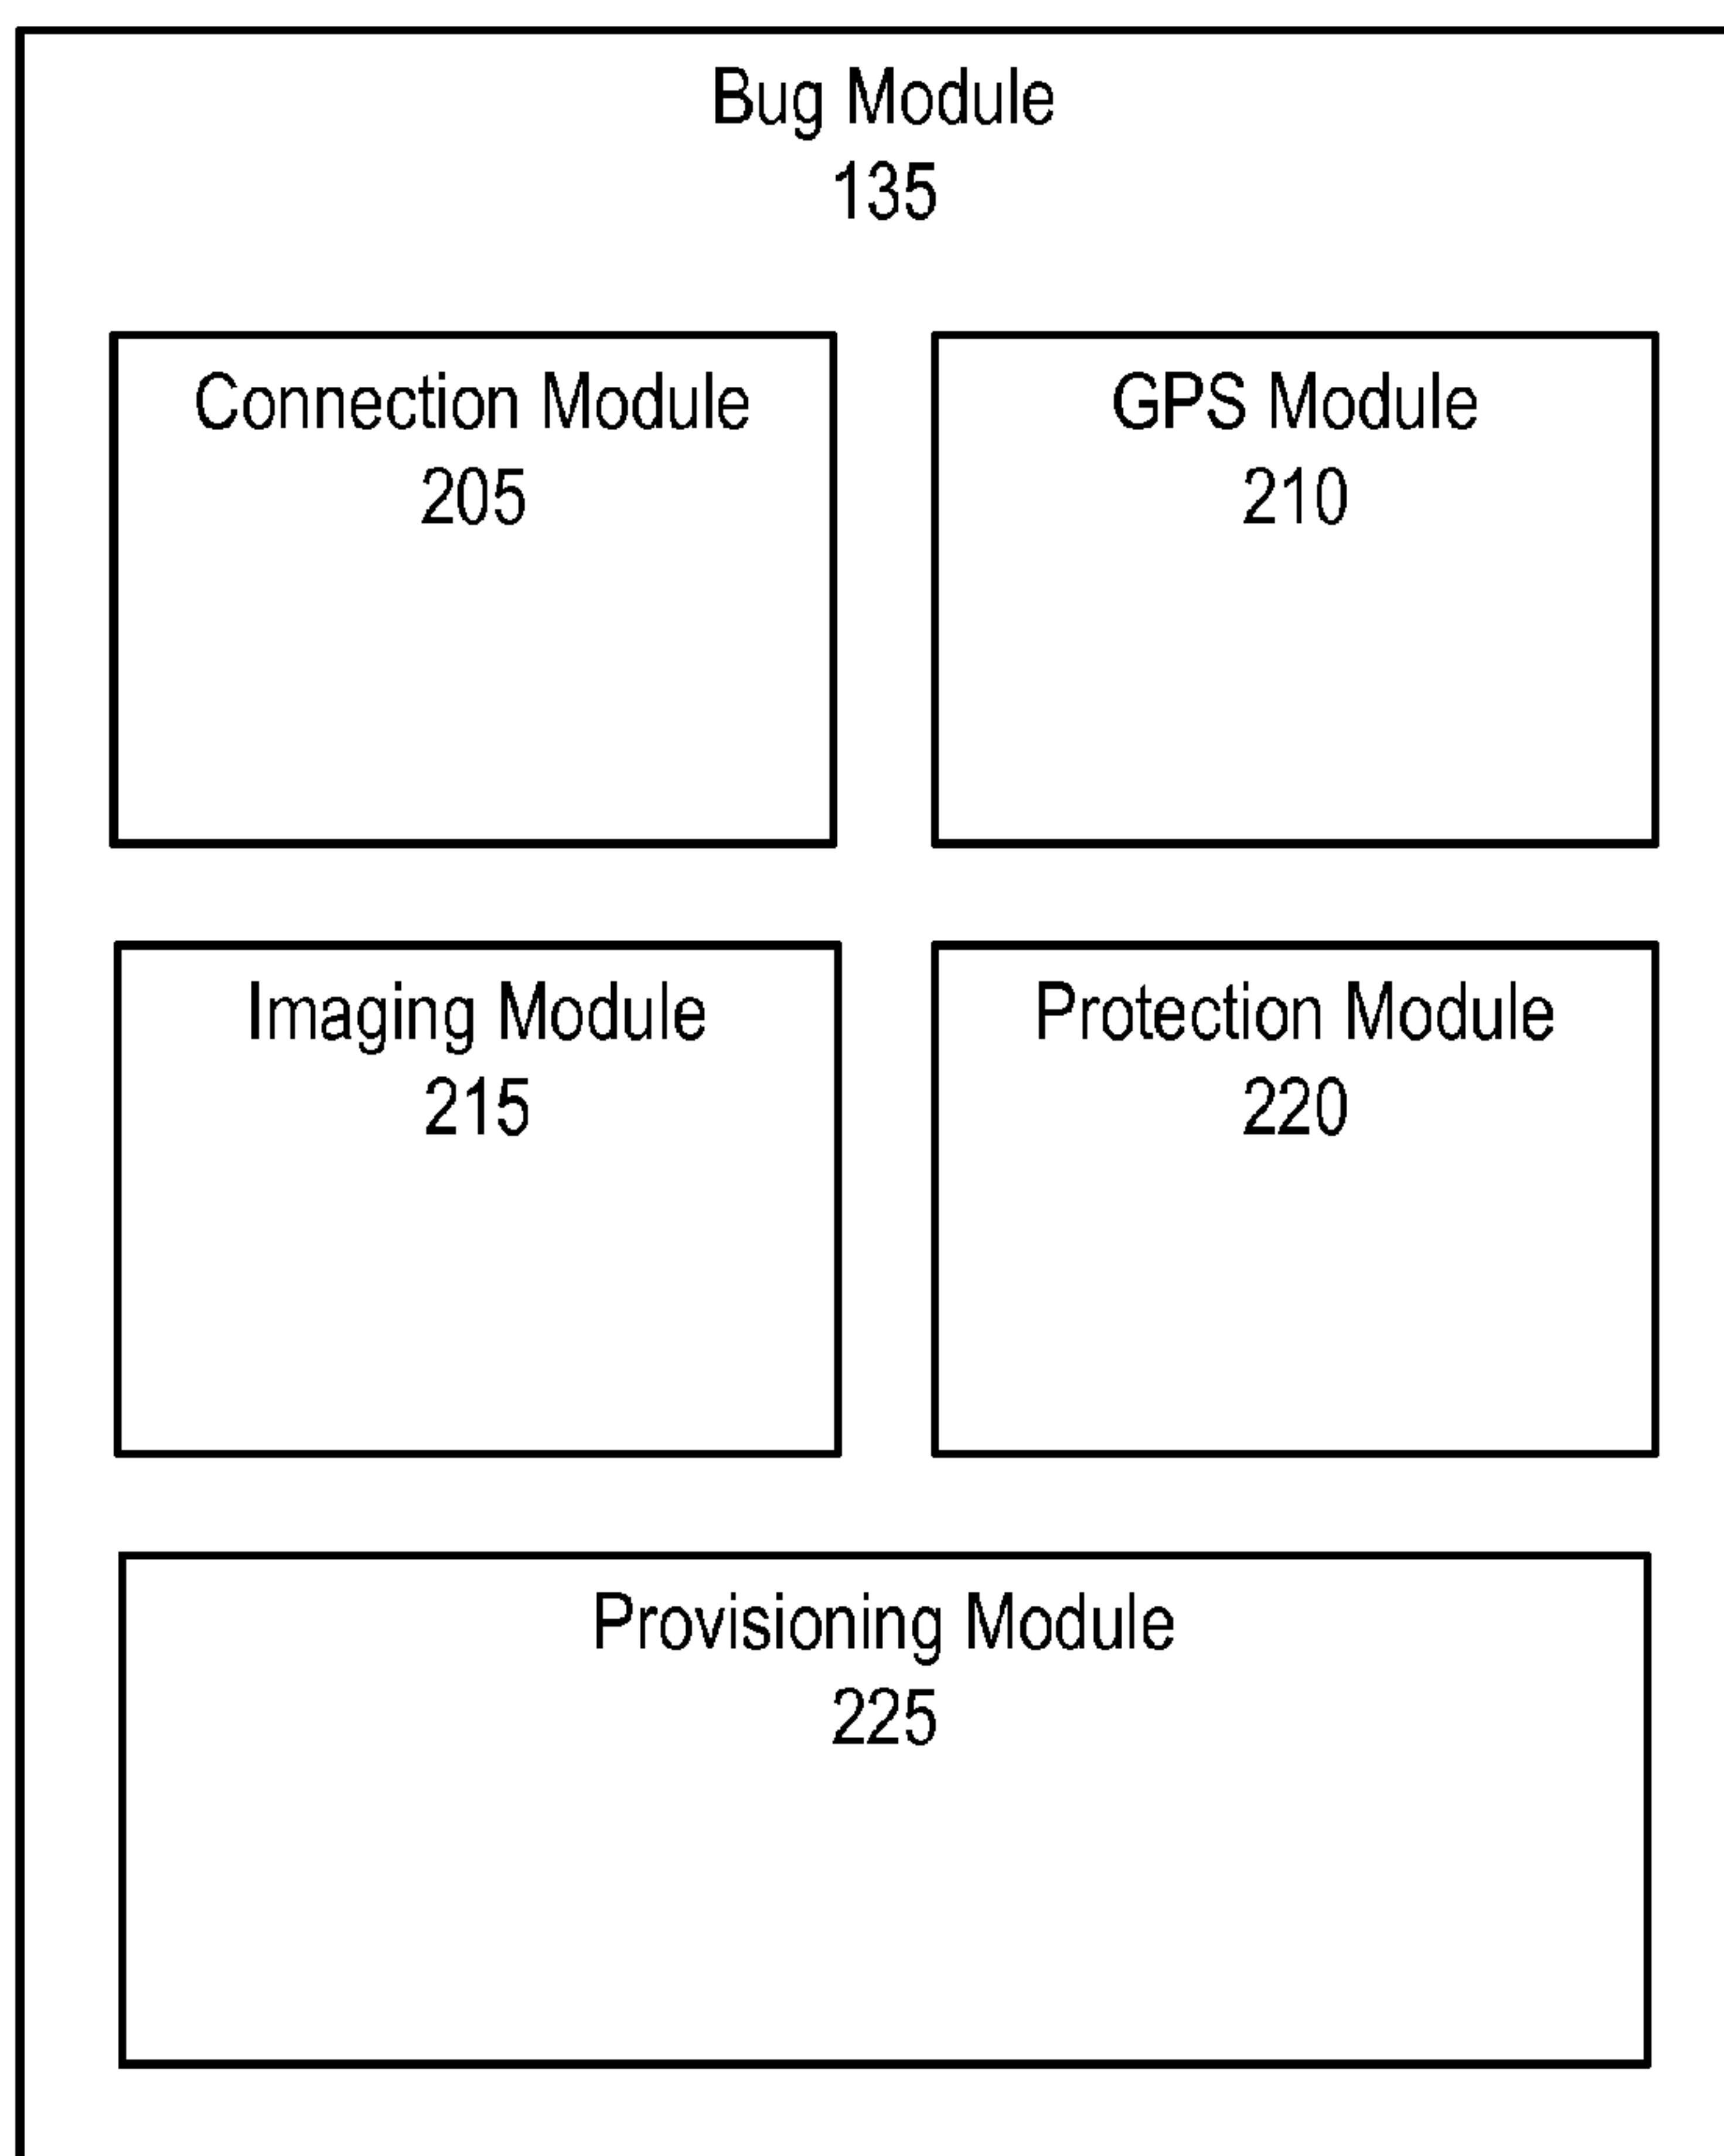 Bug Module
135
Connection Module
205
GPS Module
210
Imaging Module
215
Protection Module
220
Provisioning Module
225